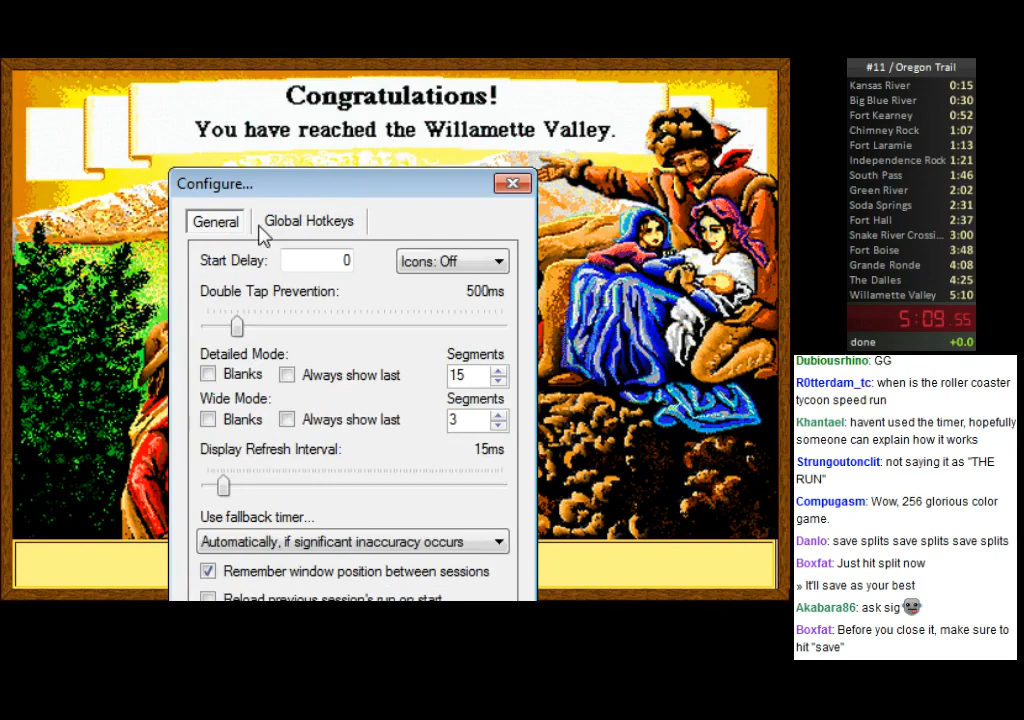 Congratulations!
You have reached the Willamette Valley.
Configure...
General
Global Hotkeys
Start Delay:
0
Icons: Off
Double Tap Prevention:
500ms
Detailed Mode:
Segments
Blanks
Always show last
15
Wide Mode:
Segments
Blanks
Always show last
3
Display Refresh Interval:
15ms
Use fallback timer...
Automatically, if significant inaccuracy occurs
Remember window position between sessions
Reload previous session's run on start
#11 / Oregon Trail
Kansas River 0:15
Big Blue River 0:30
Fort Kearney 0:52
Chimney Rock 1:07
Fort Laramie 1:13
Independence Rock 1:21
South Pass 1:46
Green River 2:02
Soda Springs 2:31
Fort Hall 2:37
Snake River Crossi... 3:00
Fort Boise 3:48
Grande Ronde 4:08
The Dalles 4:25
Willamette Valley 5:10
5:09.55
done +0.0
Dubiousrhino: GG
R0tterdam_tc: when is the roller coaster
tycoon speed run
Khantael: havent used the timer, hopefully
someone can explain how it works
Strungoutonclit: not saying it as "THE
RUN"
Compugasm: Wow, 256 glorious color
game.
Danlo: save splits save splits save splits
Boxfat: Just hit split now
» It'll save as your best
Akabara86: ask sig
Boxfat: Before you close it, make sure to
hit "save"